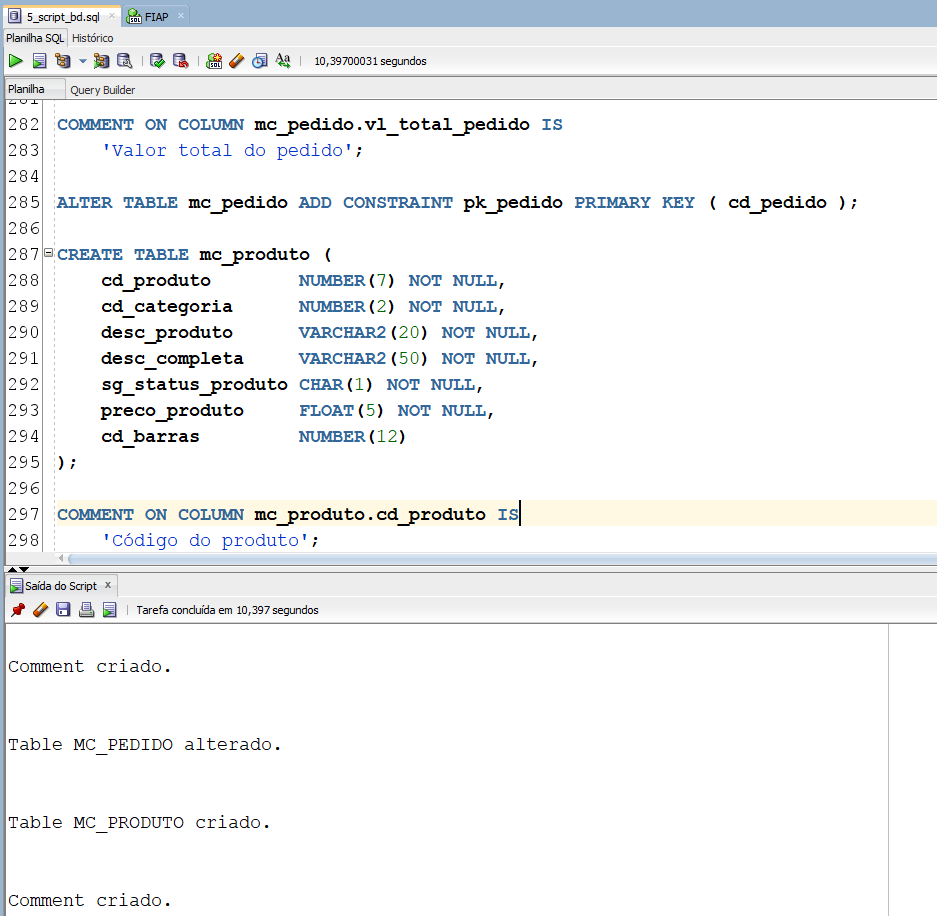 5_script_bd.sql × FIAP ×
Planilha SQL Histórico
10,39700031 segundos
Planilha Query Builder
281
282 COMMENT ON COLUMN mc_pedido.vl_total_pedido IS
283 'Valor total do pedido';
284
285 ALTER TABLE mc_pedido ADD CONSTRAINT pk_pedido PRIMARY KEY ( cd_pedido );
286
287 CREATE TABLE mc_produto (
288 cd_produto NUMBER(7) NOT NULL,
289 cd_categoria NUMBER(2) NOT NULL,
290 desc_produto VARCHAR2(20) NOT NULL,
291 desc_completa VARCHAR2(50) NOT NULL,
292 sg_status_produto CHAR(1) NOT NULL,
293 preco_produto FLOAT(5) NOT NULL,
294 cd_barras NUMBER(12)
295 );
296
297 COMMENT ON COLUMN mc_produto.cd_produto IS
298 'Código do produto';
Saída do Script ×
Tarefa concluída em 10,397 segundos
Comment criado.
Table MC_PEDIDO alterado.
Table MC_PRODUTO criado.
Comment criado.